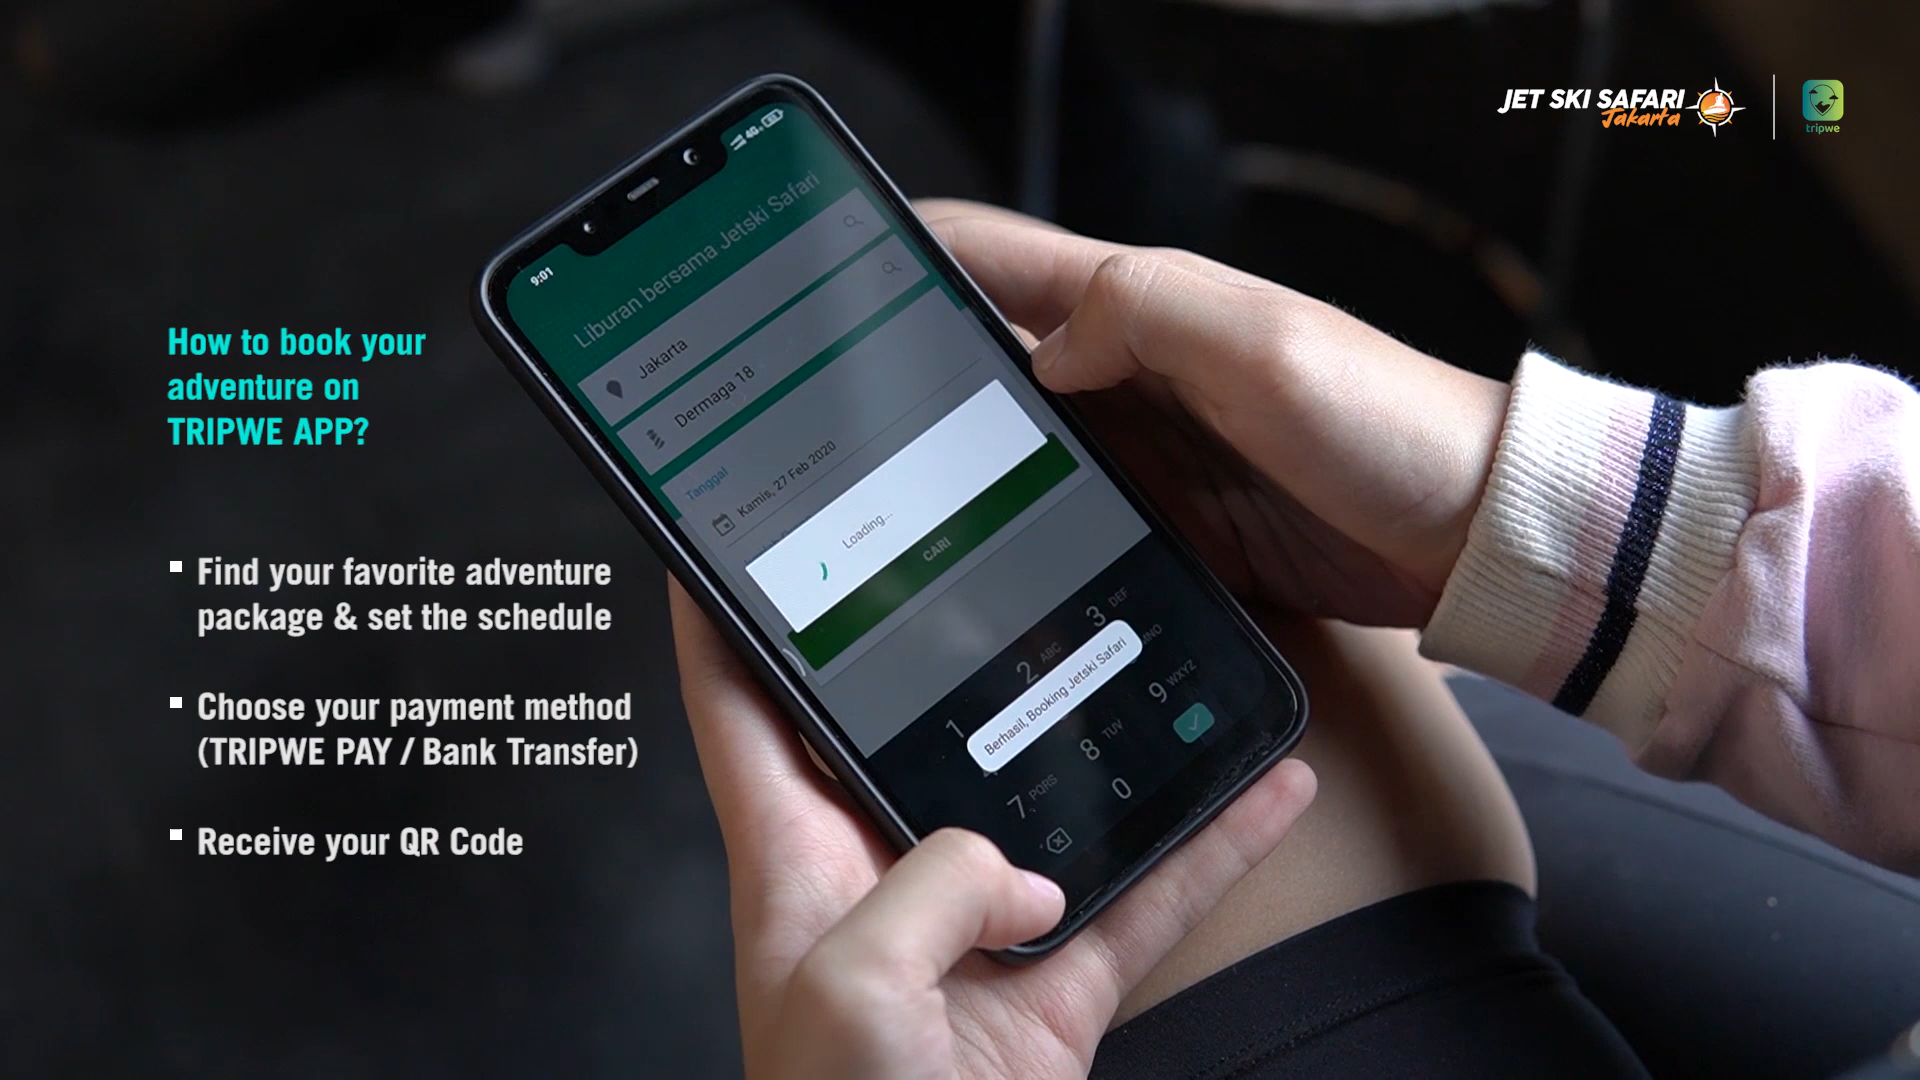 JET SKI SAFARI
Jakarta
tripwe
How to book your
adventure on
TRIPWE APP?
Find your favorite adventure
package & set the schedule
Choose your payment method
(TRIPWE PAY / Bank Transfer)
Receive your QR Code
9:01
4G
Liburan bersama Jetski Safari
Jakarta
Dermaga 18
Tanggal
Kamis, 27 Feb 2020
Loading...
CARI
1
2 ABC
3 DEF
Berhasil, Booking Jetski Safari
7 PQRS
8 TUV
9 WXYZ
0